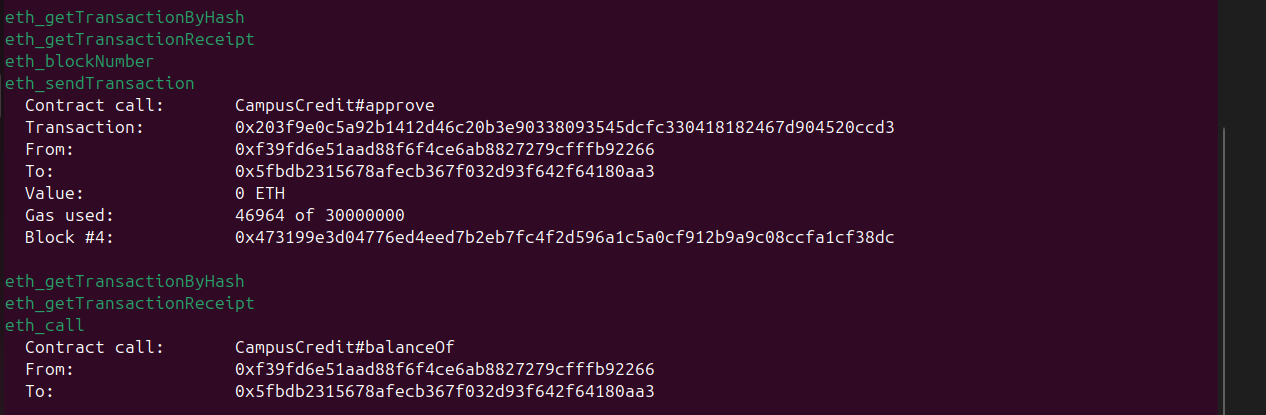 eth_getTransactionByHash
eth_getTransactionReceipt
eth_blockNumber
eth_sendTransaction
Contract call: CampusCredit#approve
Transaction: 0x203f9e0c5a92b1412d46c20b3e90338093545dcfc330418182467d904520ccd3
From: 0xf39fd6e51aad88f6f4ce6ab8827279cfffb92266
To: 0x5fbdb2315678afecb367f032d93f642f64180aa3
Value: 0 ETH
Gas used: 46964 of 30000000
Block #4: 0x473199e3d04776ed4eed7b2eb7fc4f2d596a1c5a0cf912b9a9c08ccfa1cf38dc
eth_getTransactionByHash
eth_getTransactionReceipt
eth_call
Contract call: CampusCredit#balanceOf
From: 0xf39fd6e51aad88f6f4ce6ab8827279cfffb92266
To: 0x5fbdb2315678afecb367f032d93f642f64180aa3